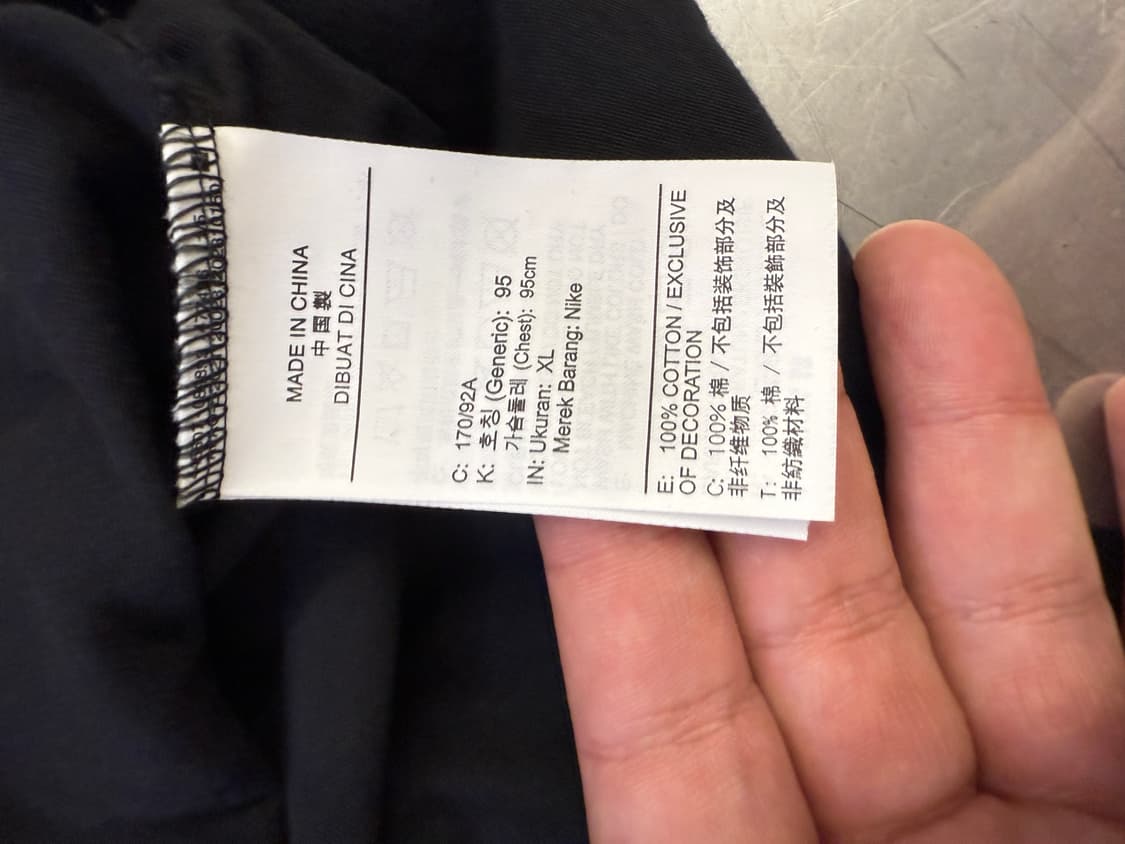 MADE IN CHINA
中国製
DIBUAT DI CINA
C: 170/92A
K: 호칭 (Generic): 95
가슴둘레 (Chest): 95cm
IN: Ukuran: XL
Merek Barang: Nike
E: 100% COTTON / EXCLUSIVE
OF DECORATION
C: 100% 棉 / 不包括装饰部分及
非纤维物质
T: 100% 棉 / 不包括裝飾部分及
非紡織材料